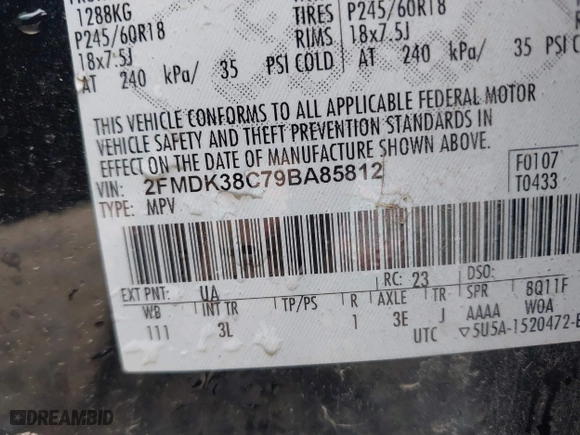 1288KG TIRES P245/60R18
P245/60R18 RIMS 18x7.5J
18x7.5J AT 240 kPa/ 35 PSI COLD
AT 240 kPa/ 35 PSI COLD
THIS VEHICLE CONFORMS TO ALL APPLICABLE FEDERAL MOTOR
VEHICLE SAFETY AND THEFT PREVENTION STANDARDS IN
EFFECT ON THE DATE OF MANUFACTURE SHOWN ABOVE.
VIN: 2FMDK38C79BA85812 F0107
TYPE: MPV T0433
EXT PNT: UA RC: 23 DSO:
WB INT TR TP/PS R AXLE TR SPR 8Q11F
111 3L 1 3E J AAAA WOA
UTC 5U5A-1520472-
DREAMBID